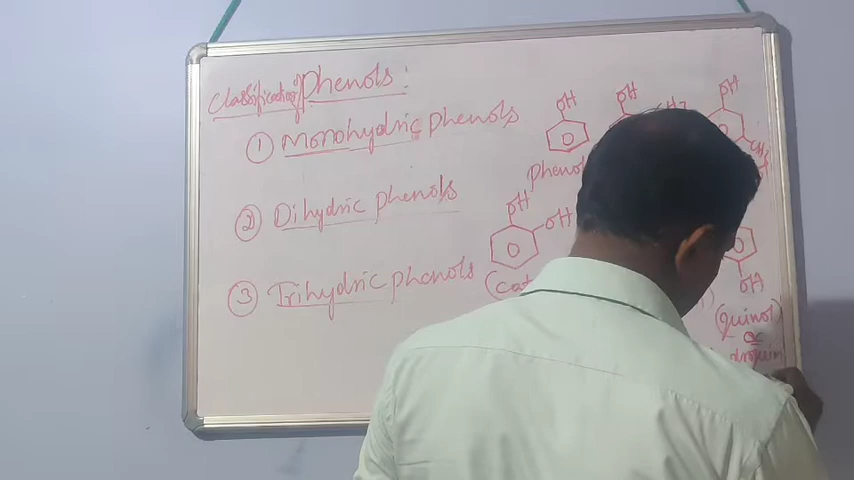 Classification of Phenols :
① Monohydric phenols
② Dihydric phenols
③ Trihydric phenols
OH
OH
OH
CH3
Phenol
OH
OH
OH
(Quinol)
or